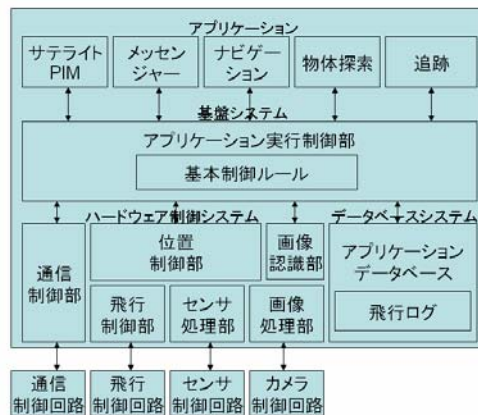 アプリケーション
サテライト
PIM
メッセン
ジャー
ナビゲー
ション
物体探索
追跡
基盤システム
アプリケーション実行制御部
基本制御ルール
ハードウェア制御システム
データベースシステム
通信
制御部
位置
制御部
画像
認識部
飛行
制御部
センサ
処理部
画像
処理部
アプリケーション
データベース
飛行ログ
通信
制御回路
飛行
制御回路
センサ
制御回路
カメラ
制御回路